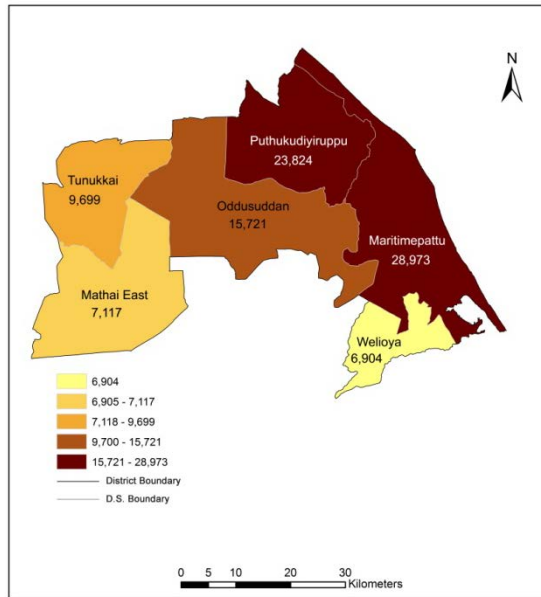 N
Puthukudiyiruppu
23,824
Tunukkai
9,699
Oddusuddan
15,721
Maritimepattu
28,973
Mathai East
7,117
Welioya
6,904
6,904
6,905 - 7,117
7,118 - 9,699
9,700 - 15,721
15,721 - 28,973
District Boundary
D.S. Boundary
0 5 10 20 30
Kilometers